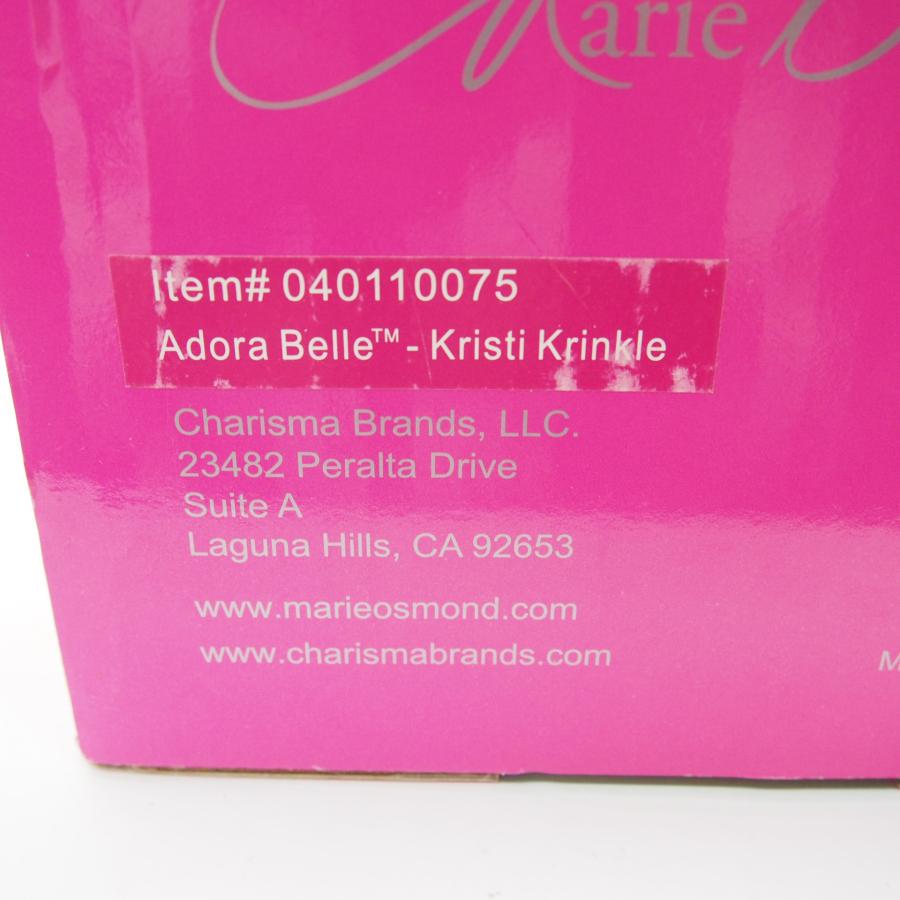 Marie
Item# 040110075
Adora Belle™ - Kristi Krinkle
Charisma Brands, LLC.
23482 Peralta Drive
Suite A
Laguna Hills, CA 92653
www.marieosmond.com
www.charismabrands.com